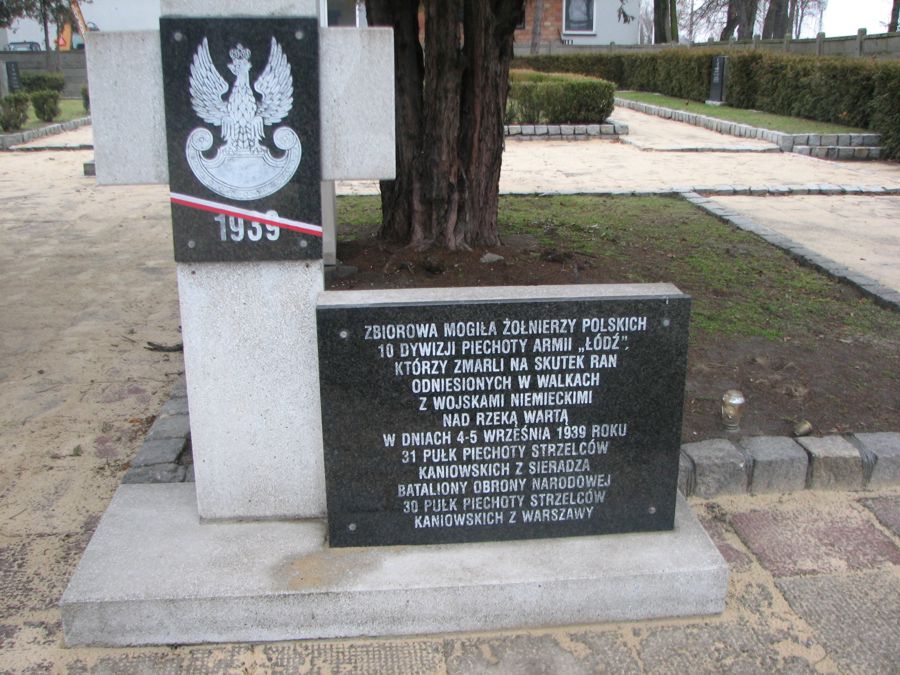 1939
ZBIOROWA MOGIŁA ŻOŁNIERZY POLSKICH
10 DYWIZJI PIECHOTY ARMII „ŁÓDŹ”,
KTÓRZY ZMARLI NA SKUTEK RAN
ODNIESIONYCH W WALKACH
Z WOJSKAMI NIEMIECKIMI
NAD RZEKĄ WARTĄ
W DNIACH 4-5 WRZEŚNIA 1939 ROKU
31 PUŁK PIECHOTY STRZELCÓW
KANIOWSKICH Z SIERADZA
BATALIONY OBRONY NARODOWEJ
30 PUŁK PIECHOTY STRZELCÓW
KANIOWSKICH Z WARSZAWY